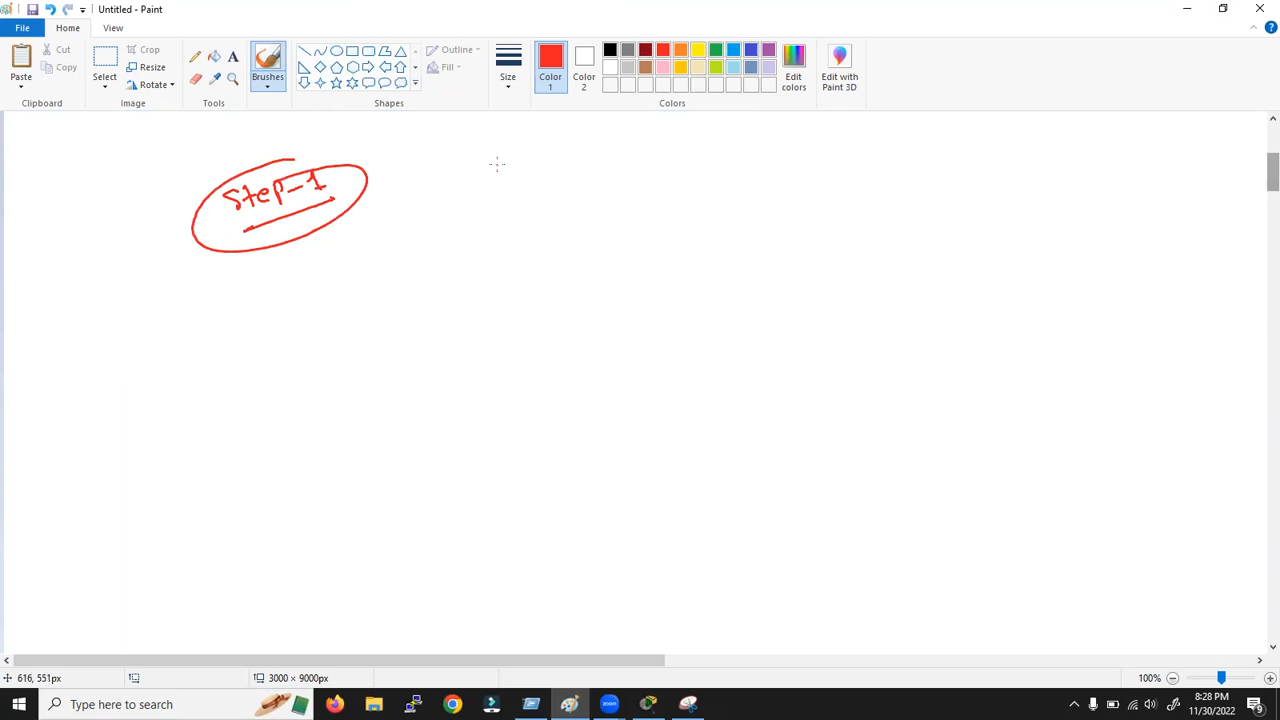 Untitled - Paint
File
Home
View
Paste
Cut
Copy
Clipboard
Select
Crop
Resize
Rotate
Image
Tools
Brushes
Shapes
Outline
Fill
Size
Color 1
Color 2
Edit colors
Colors
Edit with Paint 3D
Step-1
616, 551px
3000 × 9000px
100%
Type here to search
8:28 PM
11/30/2022
9